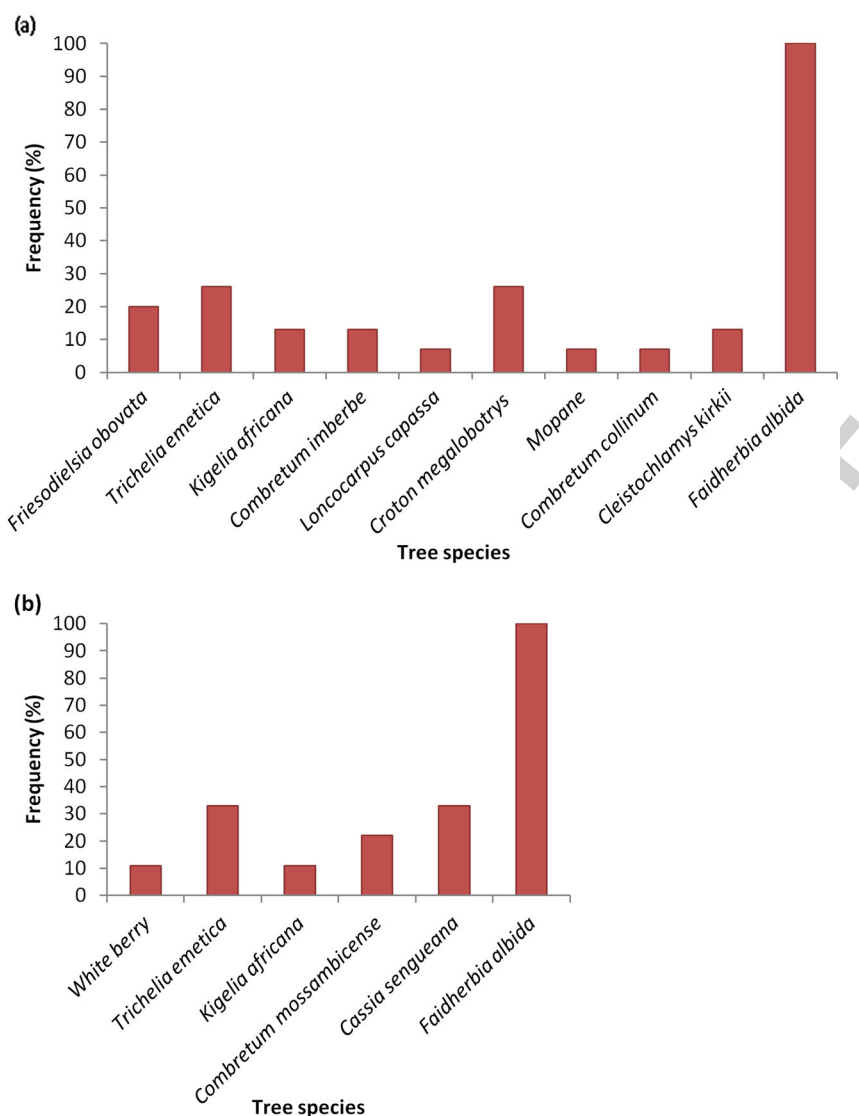 (a)
100
90
80
70
60
50
40
30
20
10
0
Frequency (%)
Friesodielsia obovata
Trichelia emetica
Kigelia africana
Combretum imberbe
Loncocarpus capassa
Croton megalobotrys
Mopane
Combretum collinum
Cleistochlamys kirkii
Faidherbia albida
Tree species
(b)
100
90
80
70
60
50
40
30
20
10
0
Frequency (%)
White berry
Trichelia emetica
Kigelia africana
Combretum mossambicense
Cassia sengueana
Faidherbia albida
Tree species